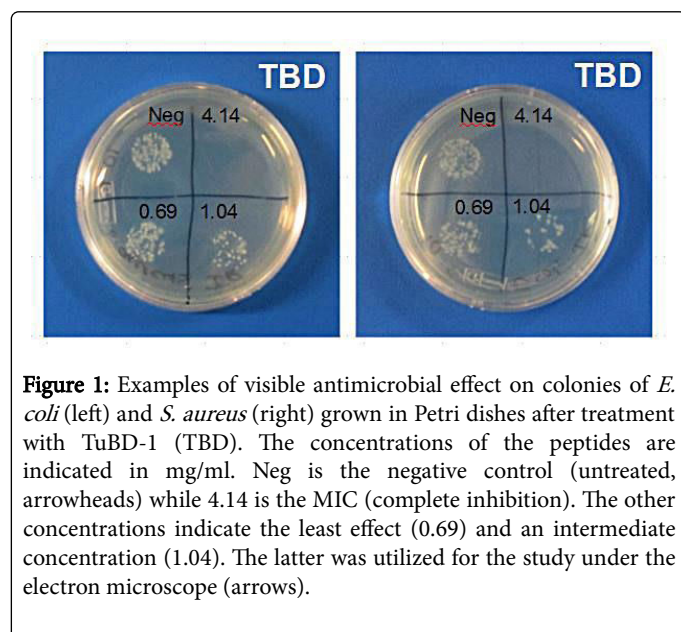 TBD
Neg 4.14
0.69 1.04
TBD
Neg 4.14
0.69 1.04
Figure 1: Examples of visible antimicrobial effect on colonies of E.
coli (left) and S. aureus (right) grown in Petri dishes after treatment
with TuBD-1 (TBD). The concentrations of the peptides are
indicated in mg/ml. Neg is the negative control (untreated,
arrowheads) while 4.14 is the MIC (complete inhibition). The other
concentrations indicate the least effect (0.69) and an intermediate
concentration (1.04). The latter was utilized for the study under the
electron microscope (arrows).